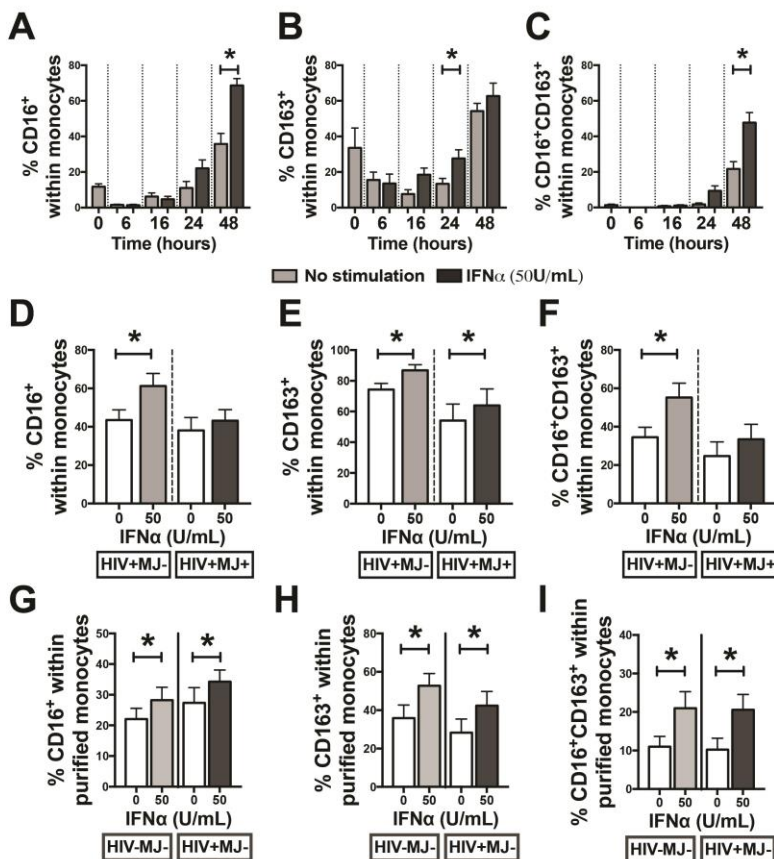 A
% CD16+
within monocytes
80
60
40
20
0
*
0 6 16 24 48
Time (hours)
B
% CD163+
within monocytes
80
60
40
20
0
*
0 6 16 24 48
Time (hours)
C
% CD16+CD163+
within monocytes
80
60
40
20
0
*
0 6 16 24 48
Time (hours)
No stimulation IFNα (50U/mL)
D
% CD16+
within monocytes
80
60
40
20
0
*
0 50 0 50
IFNα (U/mL)
HIV+MJ- HIV+MJ+
E
% CD163+
within monocytes
100
80
60
40
20
0
* *
0 50 0 50
IFNα (U/mL)
HIV+MJ- HIV+MJ+
F
% CD16+CD163+
within monocytes
80
60
40
20
0
*
0 50 0 50
IFNα (U/mL)
HIV+MJ- HIV+MJ+
G
% CD16+ within
purified monocytes
50
40
30
20
10
0
* *
0 50 0 50
IFNα (U/mL)
HIV-MJ- HIV+MJ-
H
% CD163+ within
purified monocytes
80
60
40
20
0
* *
0 50 0 50
IFNα (U/mL)
HIV-MJ- HIV+MJ-
I
% CD16+CD163+ within
purified monocytes
40
30
20
10
0
* *
0 50 0 50
IFNα (U/mL)
HIV-MJ- HIV+MJ-